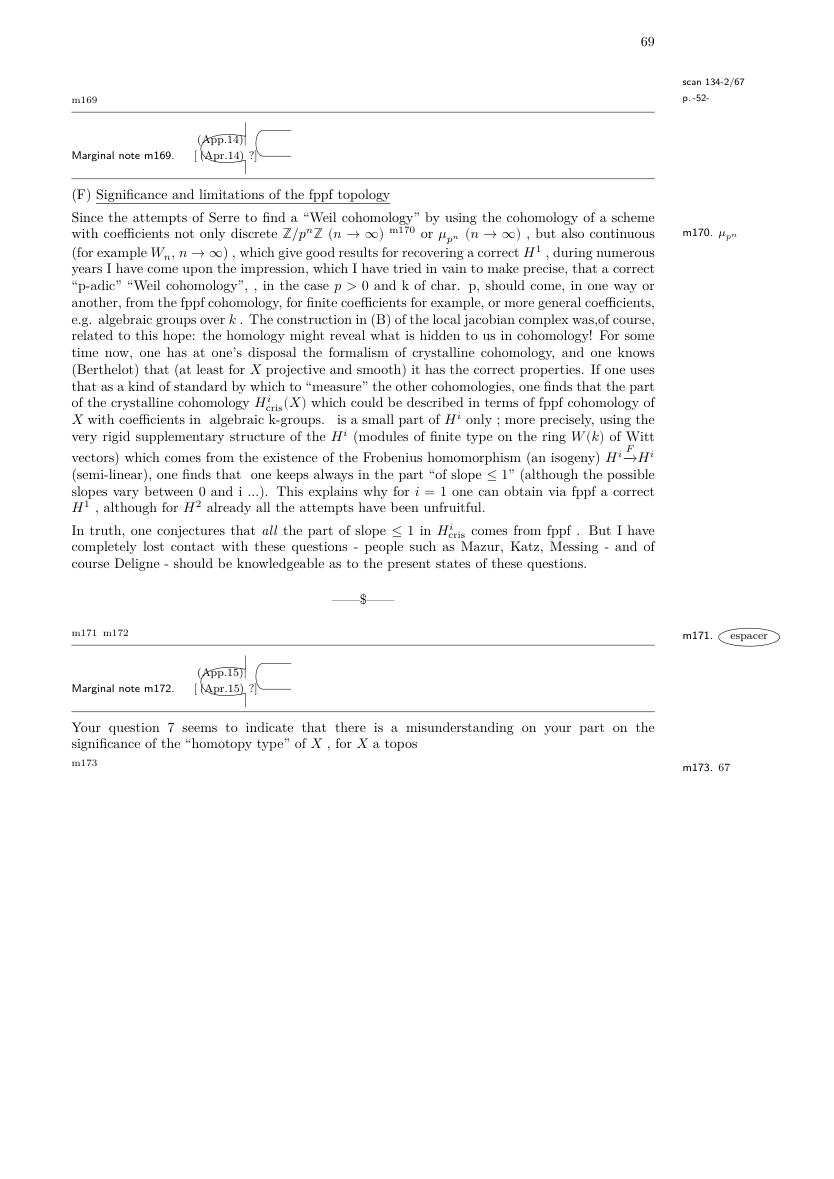 69
scan 134-2/67
p. -52-
m169
(App.14)
Marginal note m169. [ (Apr.14) ?]
(F) Significance and limitations of the fppf topology
Since the attempts of Serre to find a “Weil cohomology” by using the cohomology of a scheme
with coefficients not only discrete ℤ/pⁿℤ (n → ∞) m170 or μ_{pⁿ} (n → ∞) , but also continuous
m170. μ_{pⁿ}
(for example Wₙ, n → ∞) , which give good results for recovering a correct H¹ , during numerous
years I have come upon the impression, which I have tried in vain to make precise, that a correct
“p-adic” “Weil cohomology”, , in the case p > 0 and k of char. p, should come, in one way or
another, from the fppf cohomology, for finite coefficients for example, or more general coefficients,
e.g. algebraic groups over k . The construction in (B) of the local jacobian complex was,of course,
related to this hope: the homology might reveal what is hidden to us in cohomology! For some
time now, one has at one’s disposal the formalism of crystalline cohomology, and one knows
(Berthelot) that (at least for X projective and smooth) it has the correct properties. If one uses
that as a kind of standard by which to “measure” the other cohomologies, one finds that the part
of the crystalline cohomology H^i_{cris}(X) which could be described in terms of fppf cohomology of
X with coefficients in algebraic k-groups. is a small part of H^i only ; more precisely, using the
very rigid supplementary structure of the H^i (modules of finite type on the ring W(k) of Witt
vectors) which comes from the existence of the Frobenius homomorphism (an isogeny) H^i →^F H^i
(semi-linear), one finds that one keeps always in the part “of slope ≤ 1” (although the possible
slopes vary between 0 and i ...). This explains why for i = 1 one can obtain via fppf a correct
H¹ , although for H² already all the attempts have been unfruitful.
In truth, one conjectures that all the part of slope ≤ 1 in H^i_{cris} comes from fppf . But I have
completely lost contact with these questions - people such as Mazur, Katz, Messing - and of
course Deligne - should be knowledgeable as to the present states of these questions.
——$——
m171 m172
m171. espacer
(App.15)
Marginal note m172. [ (Apr.15) ?]
Your question 7 seems to indicate that there is a misunderstanding on your part on the
significance of the “homotopy type” of X , for X a topos
m173
m173. 67